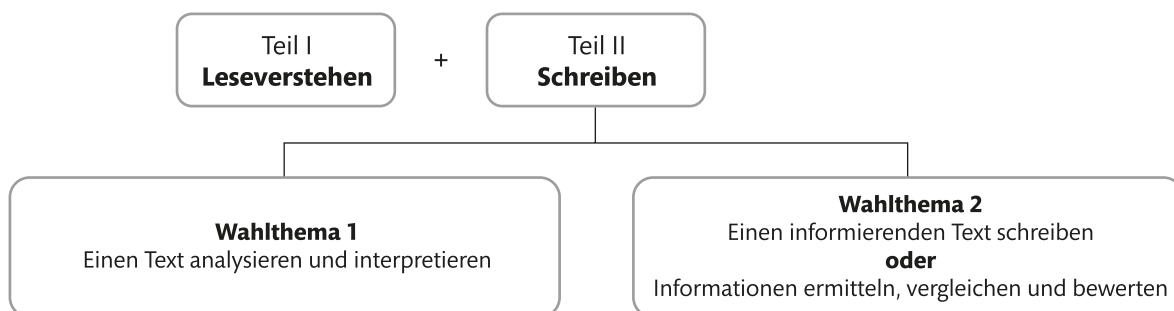 Teil I
Leseverstehen
+
Teil II
Schreiben
Wahlthema 1
Einen Text analysieren und interpretieren
Wahlthema 2
Einen informierenden Text schreiben
oder
Informationen ermitteln, vergleichen und bewerten